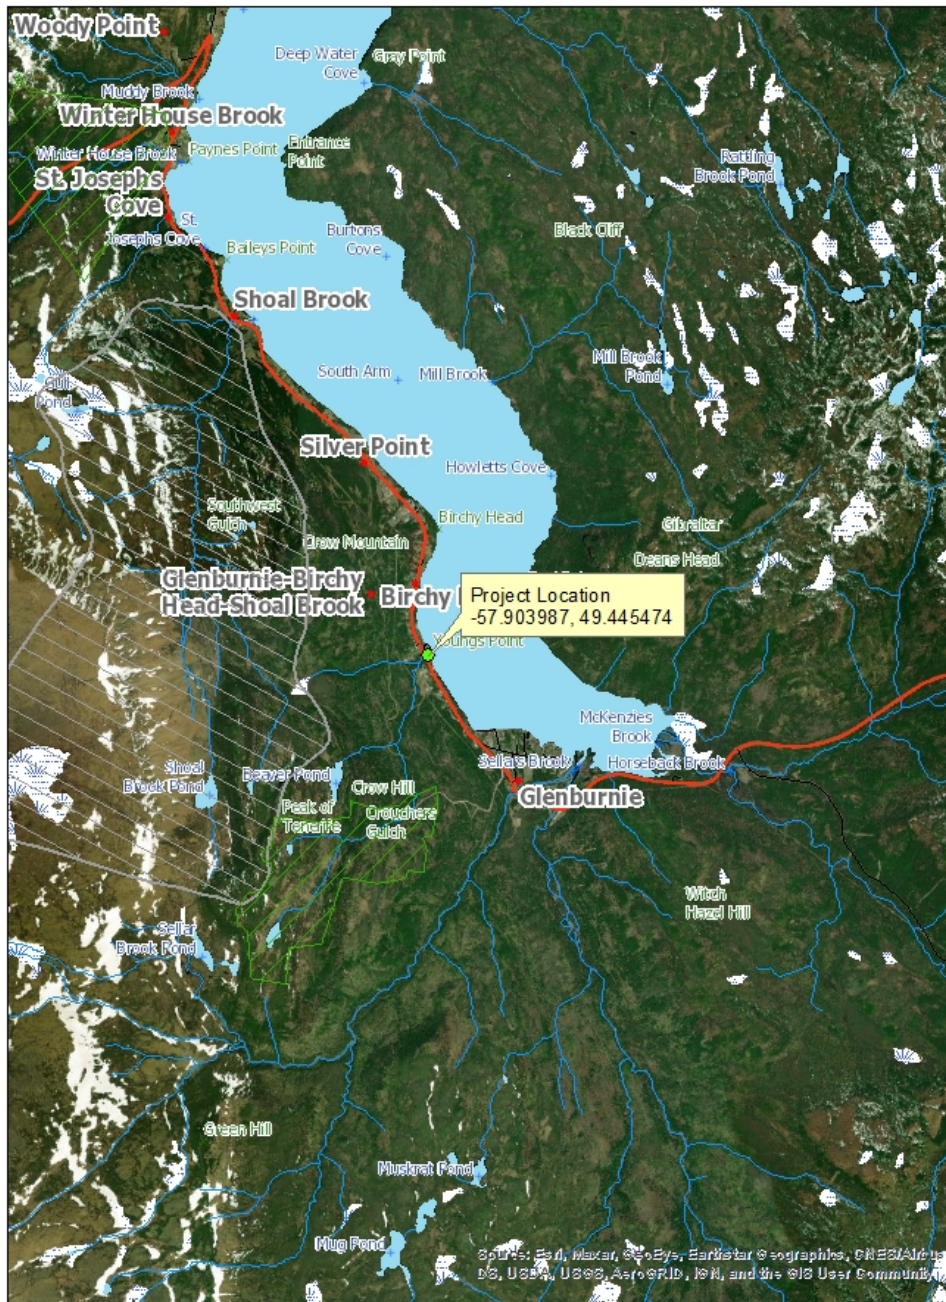 Woody Point
Deep Water
Cove
Gray Point
Muddy Brook
Winter House Brook
Winter House Brook
Paynes Point
Entrance
Point
Rattling
Brook Pond
St. Josephs
Cove
St.
Josephs Cove
Burtons
Cove
Black Cliff
Baileys Point
Shoal Brook
Gull
Pond
South Arm
Mill Brook
Mill Brook
Pond
Silver Point
Howletts Cove
Southwest
Gulch
Birchy Head
Gibraltar
Crow Mountain
Deans Head
Glenburnie-Birchy
Head-Shoal Brook
Birchy
Project Location
-57.903987, 49.445474
Youngs Point
McKenzies
Brook
Shoal
Brook Pond
Beaver Pond
Sella's Brook
Horseback Brook
Crow Hill
Glenburnie
Peak of
Tenerife
Crouchers
Gulch
Witch
Hazel Hill
Sellar
Brook Pond
Green Hill
Muskrat Pond
Mug Pond
Source: Esri, Maxar, GeoEye, Earthstar Geographics, CNES/Airbus
DS, USDA, USGS, AeroGRID, IGN, and the GIS User Community